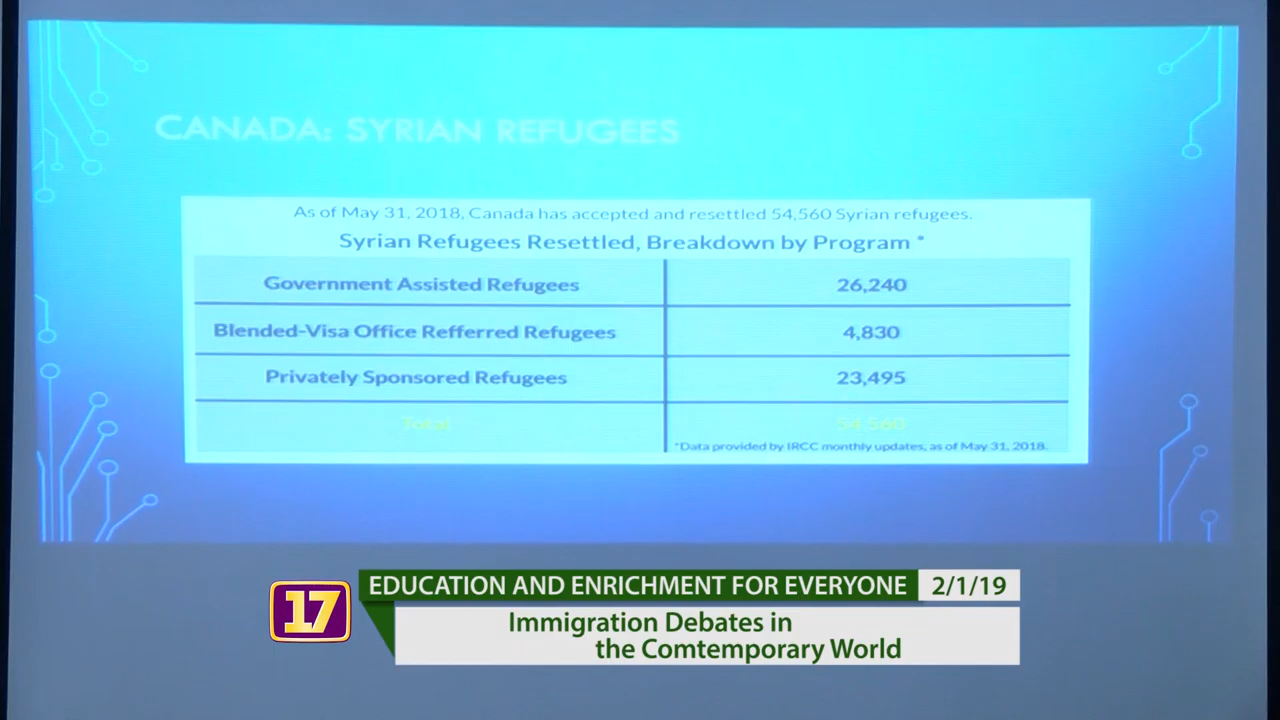 CANADA: SYRIAN REFUGEES
As of May 31, 2018, Canada has accepted and resettled 54,560 Syrian refugees.
Syrian Refugees Resettled, Breakdown by Program *
Government Assisted Refugees 26,240
Blended-Visa Office Refferred Refugees 4,830
Privately Sponsored Refugees 23,495
Total 54,560
*Data provided by IRCC monthly updates, as of May 31, 2018.
17
EDUCATION AND ENRICHMENT FOR EVERYONE 2/1/19
Immigration Debates in
the Comtemporary World